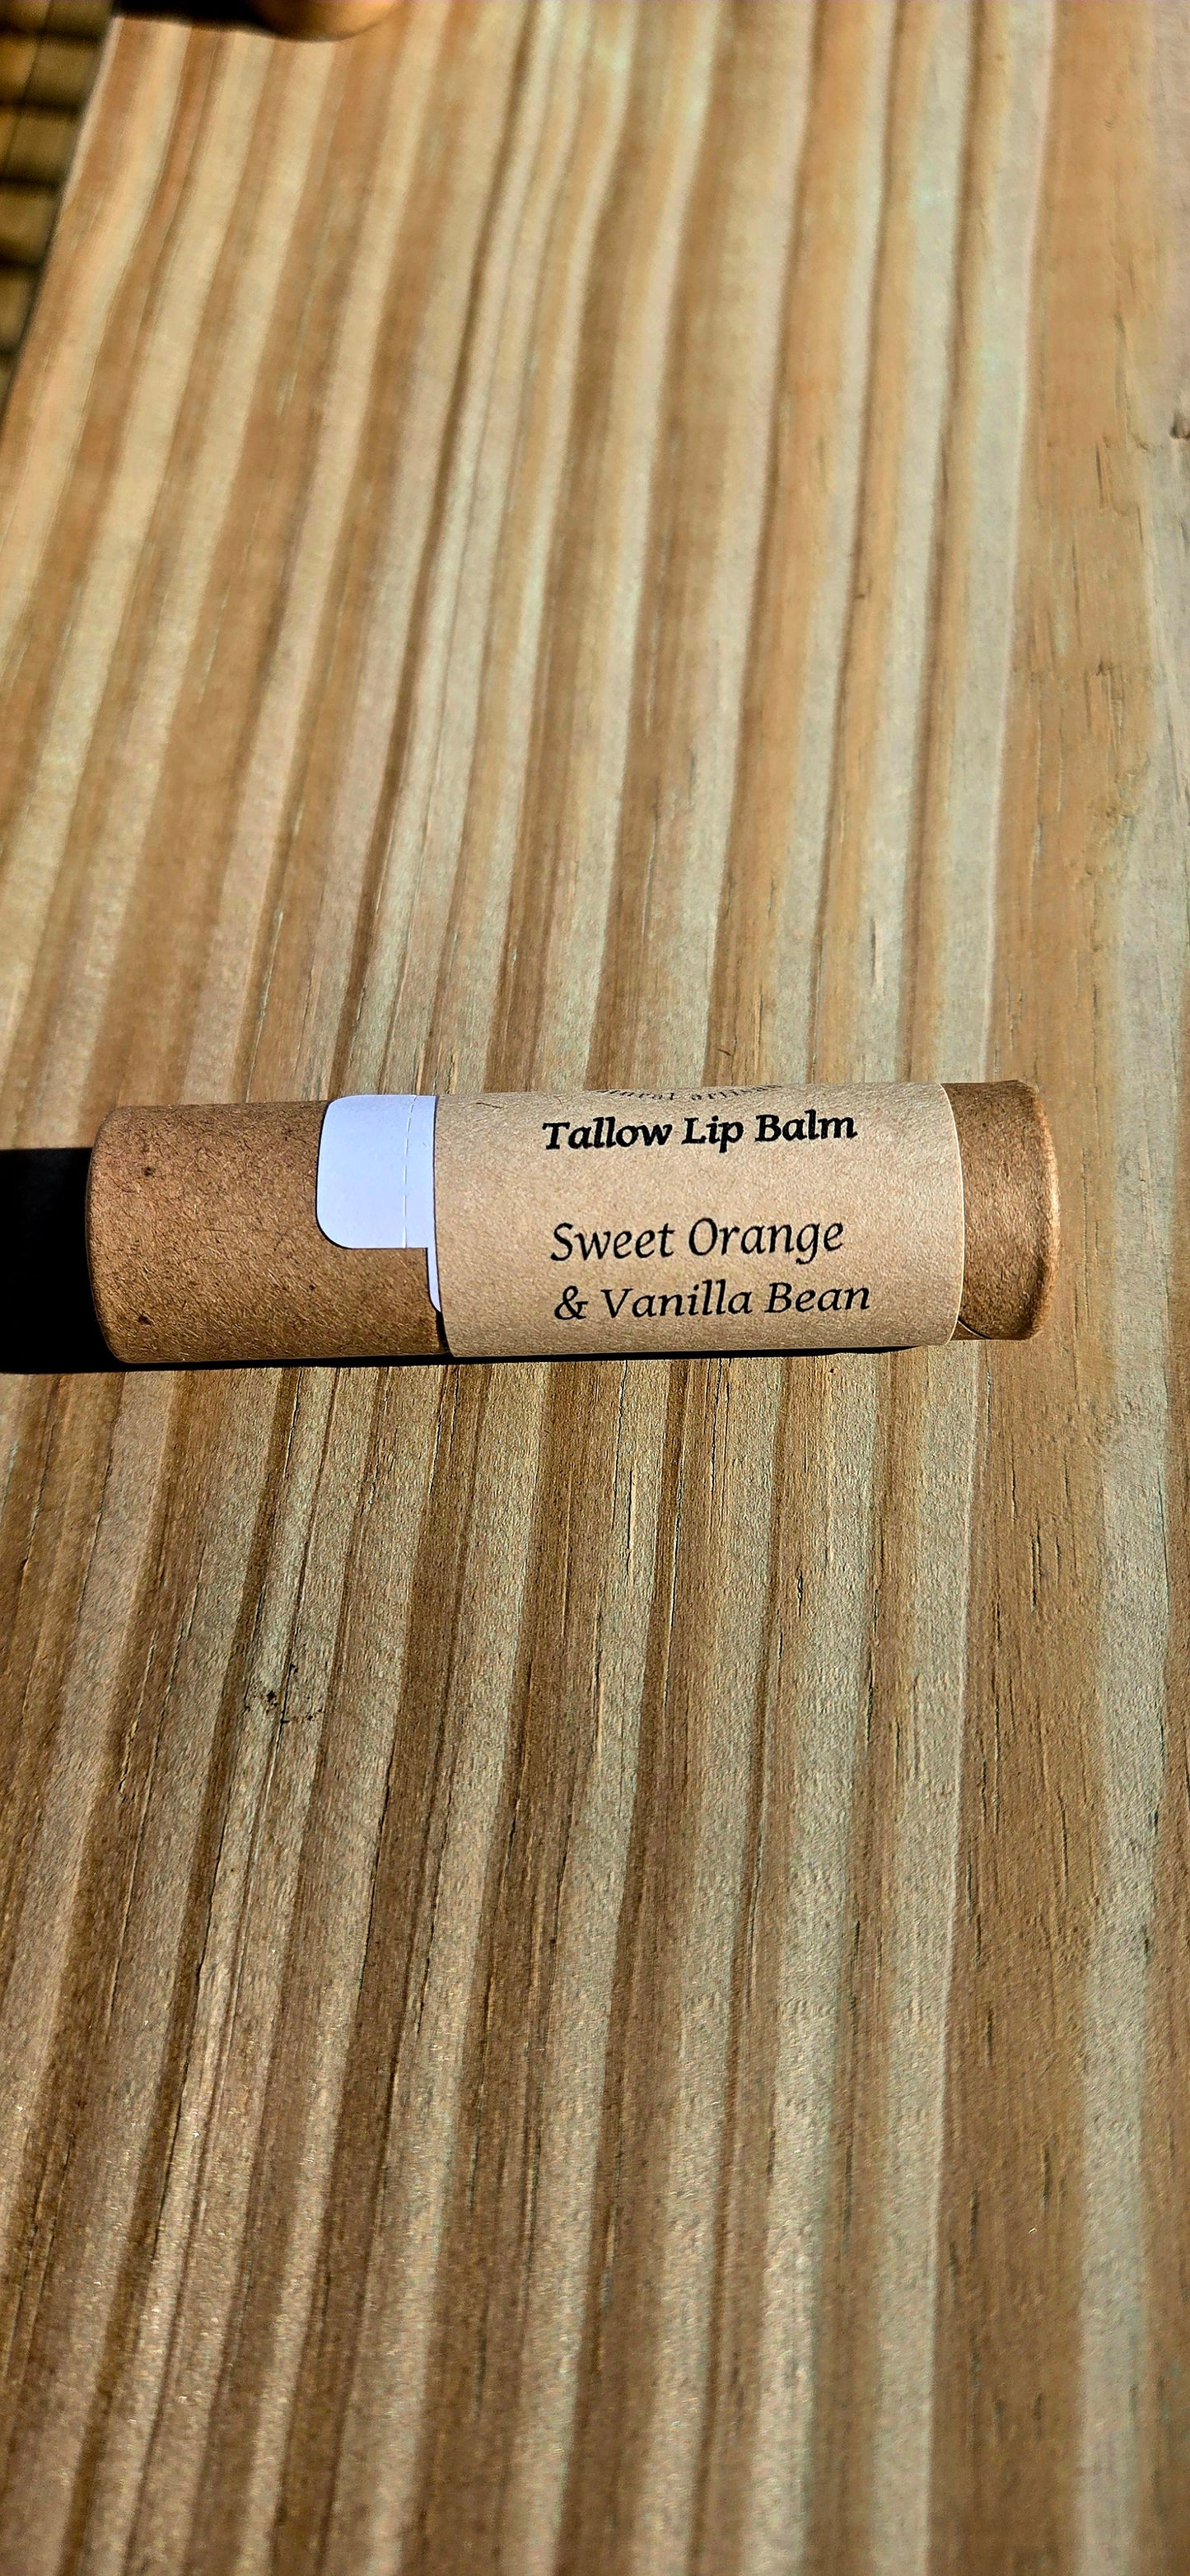 Tallow Lip Balm
Sweet Orange
& Vanilla Bean